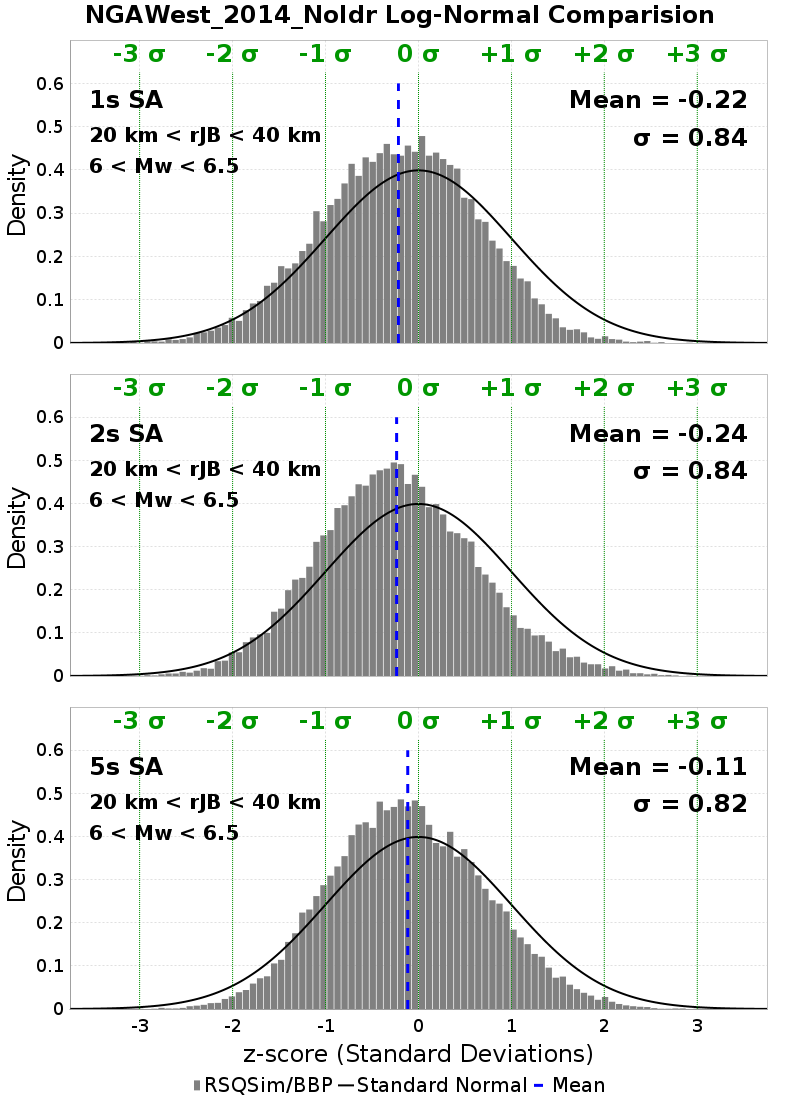 NGAWest_2014_NoIdr Log-Normal Comparision
-3 σ -2 σ -1 σ 0 σ +1 σ +2 σ +3 σ
0.6
1s SA Mean = -0.22
0.5
20 km < rJB < 40 km σ = 0.84
6 < Mw < 6.5
0.4
Density
0.3
0.2
0.1
0
-3 σ -2 σ -1 σ 0 σ +1 σ +2 σ +3 σ
0.6
2s SA Mean = -0.24
0.5
20 km < rJB < 40 km σ = 0.84
6 < Mw < 6.5
0.4
Density
0.3
0.2
0.1
0
-3 σ -2 σ -1 σ 0 σ +1 σ +2 σ +3 σ
0.6
5s SA Mean = -0.11
0.5
20 km < rJB < 40 km σ = 0.82
6 < Mw < 6.5
0.4
Density
0.3
0.2
0.1
0
-3 -2 -1 0 1 2 3
z-score (Standard Deviations)
RSQSim/BBP Standard Normal Mean